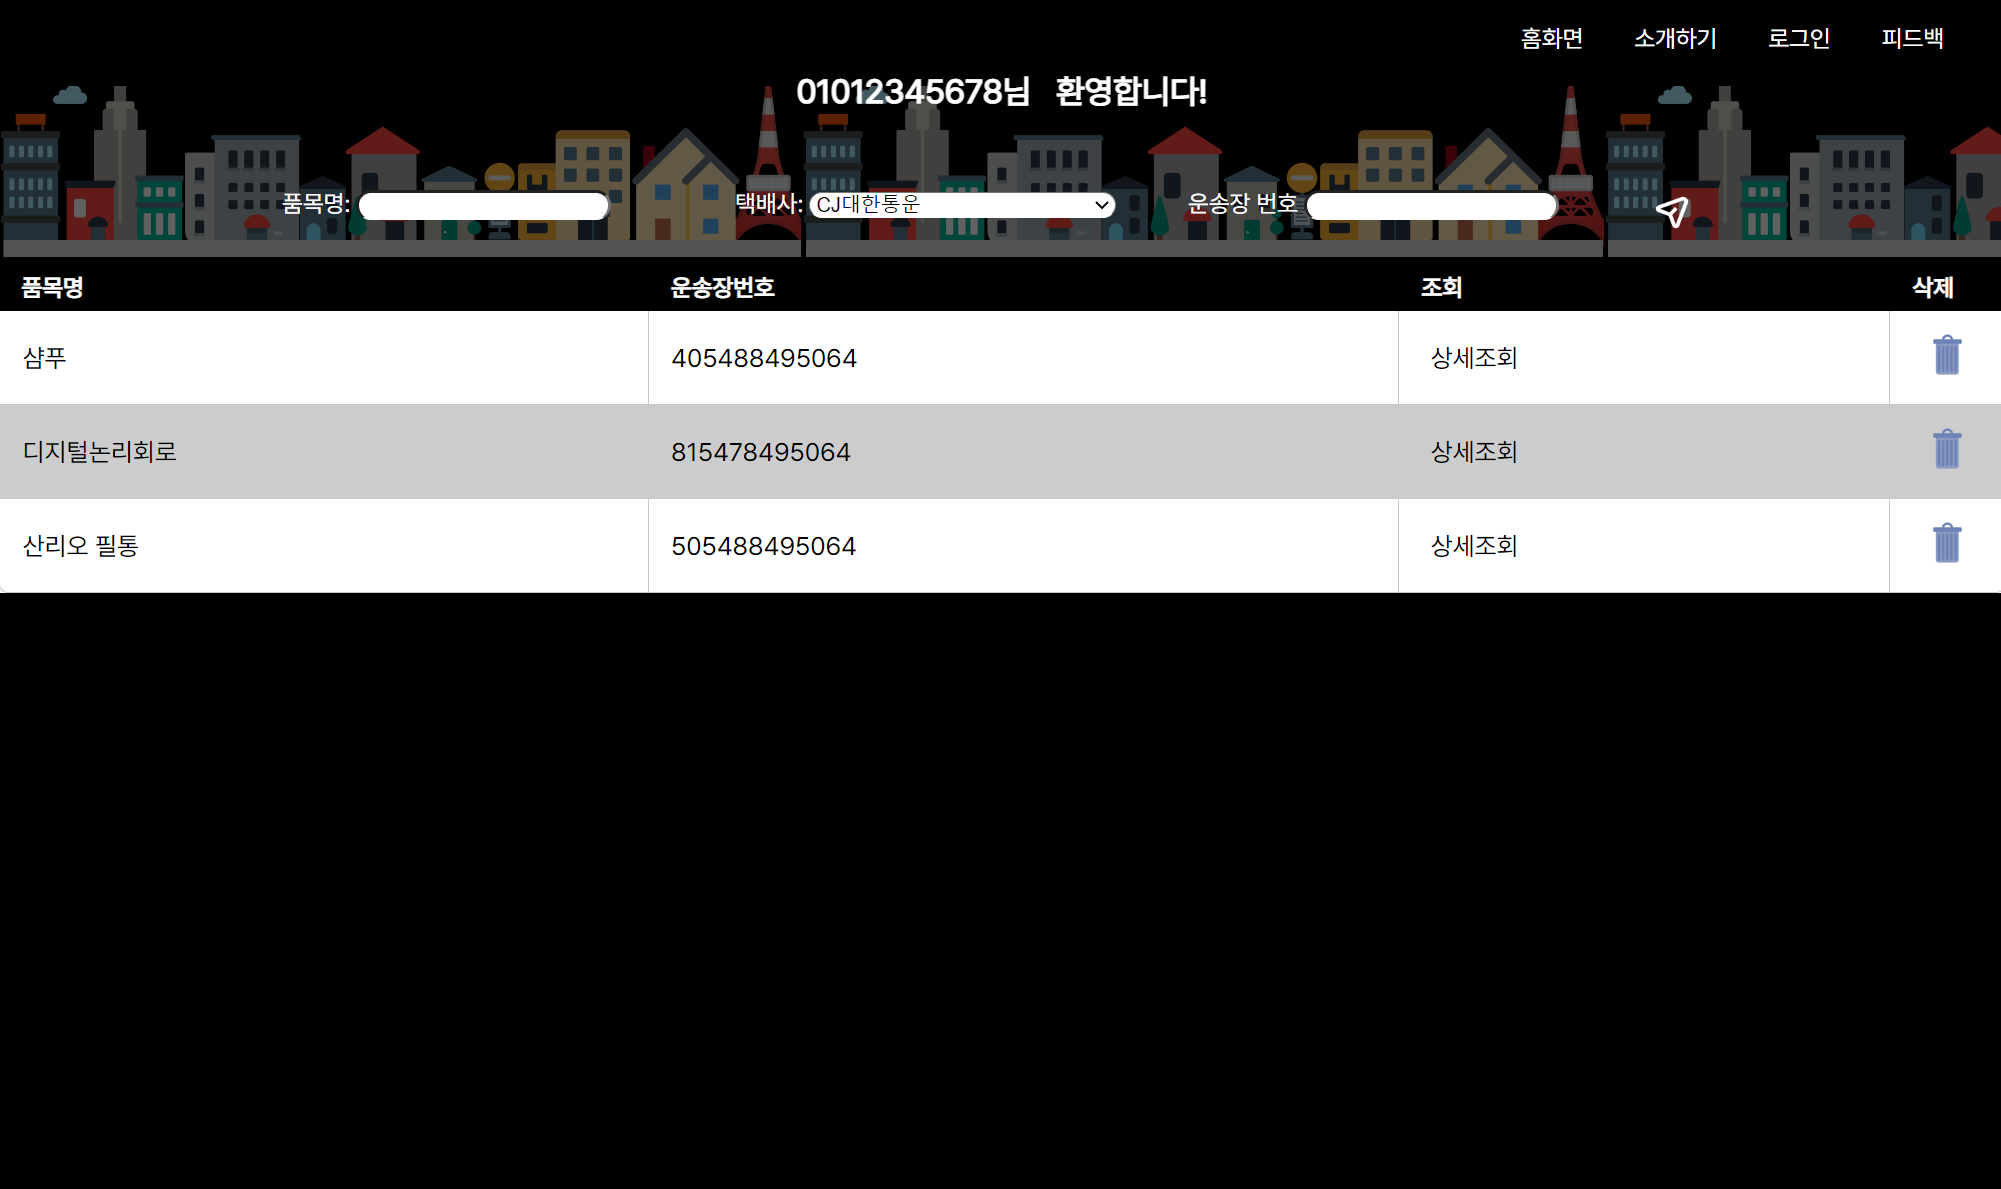 홈화면 소개하기 로그인 피드백
01012345678님 환영합니다!
품목명: 택배사: CJ대한통운 운송장 번호
품목명 운송장번호 조회 삭제
샴푸 405488495064 상세조회
디지털논리회로 815478495064 상세조회
산리오 필통 505488495064 상세조회